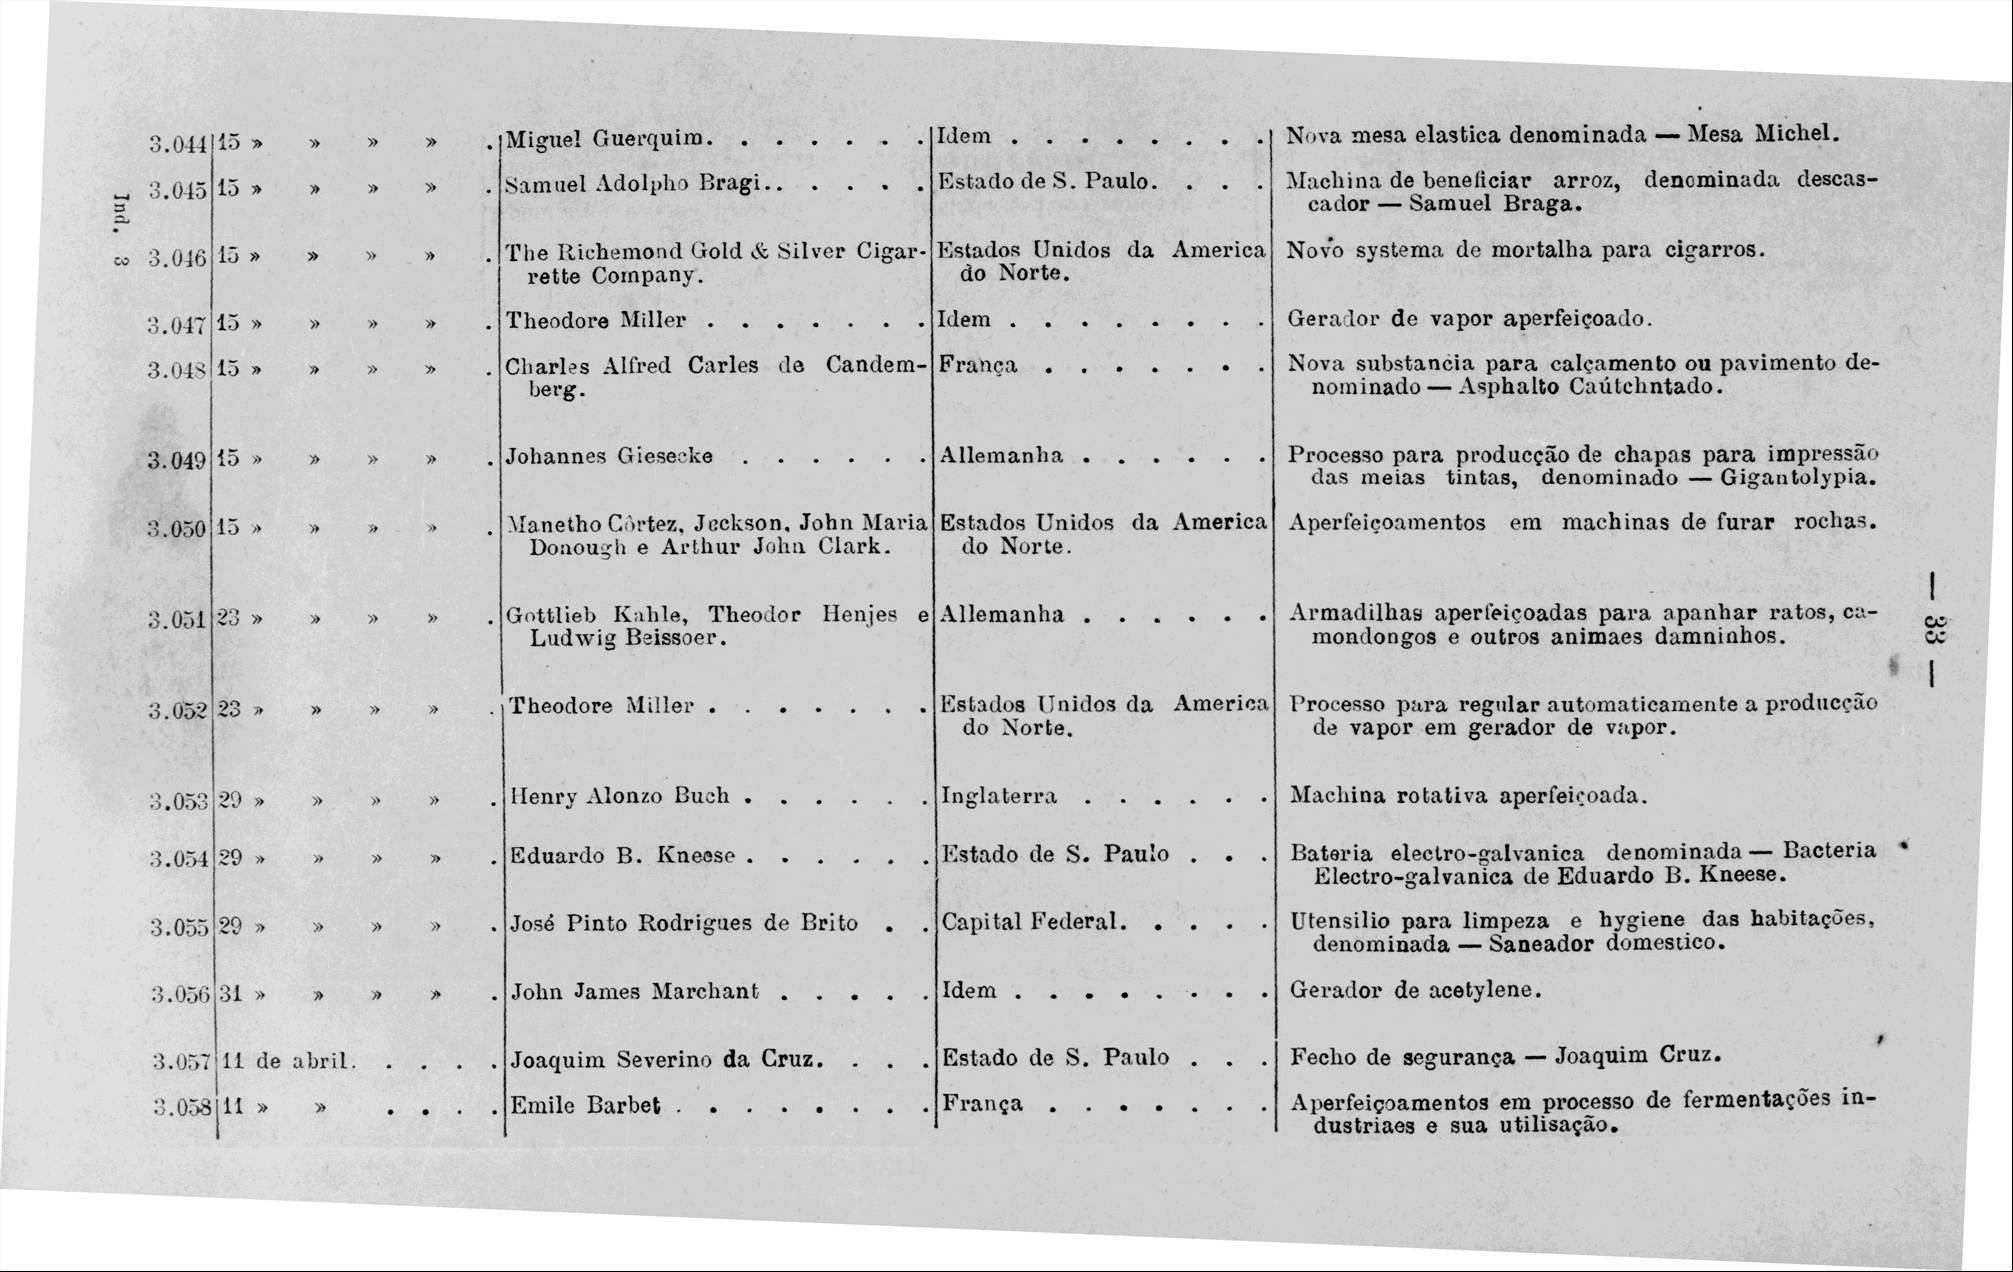 3.044 15 » » » » . Miguel Guerquim. . . . . . . Idem . . . . . . . . Nova mesa elastica denominada — Mesa Michel.
3.045 15 » » » » . Samuel Adolpho Bragi. . . . . . Estado de S. Paulo. . . . Machina de beneficiar arroz, denominada descas-
cador — Samuel Braga.
Ind. 3
3.046 15 » » » » . The Richemond Gold & Silver Cigar- Estados Unidos da America Novo systema de mortalha para cigarros.
rette Company. do Norte.
3.047 15 » » » » . Theodore Miller . . . . . . . Idem . . . . . . . . Gerador de vapor aperfeiçoado.
3.048 15 » » » » . Charles Alfred Carles de Candem- França . . . . . . . Nova substancia para calçamento ou pavimento de-
berg. nominado — Asphalto Caútchntado.
3.049 15 » » » » . Johannes Giesecke . . . . . . Allemanha . . . . . . Processo para producção de chapas para impressão
das meias tintas, denominado — Gigantolypia.
3.050 15 » » » » . Manetho Côrtez, Jeckson, John Maria Estados Unidos da America Aperfeiçoamentos em machinas de furar rochas.
Donough e Arthur John Clark. do Norte.
3.051 23 » » » » . Gottlieb Kahle, Theodor Henjes e Allemanha . . . . . . Armadilhas aperfeiçoadas para apanhar ratos, ca-
Ludwig Beissoer. mondongos e outros animaes damninhos.
— 33 —
3.052 23 » » » » . Theodore Miller . . . . . . . Estados Unidos da America Processo para regular automaticamente a producção
do Norte. de vapor em gerador de vapor.
3.053 29 » » » » . Henry Alonzo Buch . . . . . . Inglaterra . . . . . . Machina rotativa aperfeiçoada.
3.054 29 » » » » . Eduardo B. Kneese . . . . . . Estado de S. Paulo . . . Bateria electro-galvanica denominada — Bacteria
Electro-galvanica de Eduardo B. Kneese.
3.055 29 » » » » . José Pinto Rodrigues de Brito . . Capital Federal. . . . . Utensilio para limpeza e hygiene das habitações,
denominada — Saneador domestico.
3.056 31 » » » » . John James Marchant . . . . . Idem . . . . . . . . Gerador de acetylene.
3.057 11 de abril. . . . . Joaquim Severino da Cruz. . . . Estado de S. Paulo . . . Fecho de segurança — Joaquim Cruz.
3.058 11 » » . . . . Emile Barbet . . . . . . . . França . . . . . . . Aperfeiçoamentos em processo de fermentações in-
dustriaes e sua utilisação.